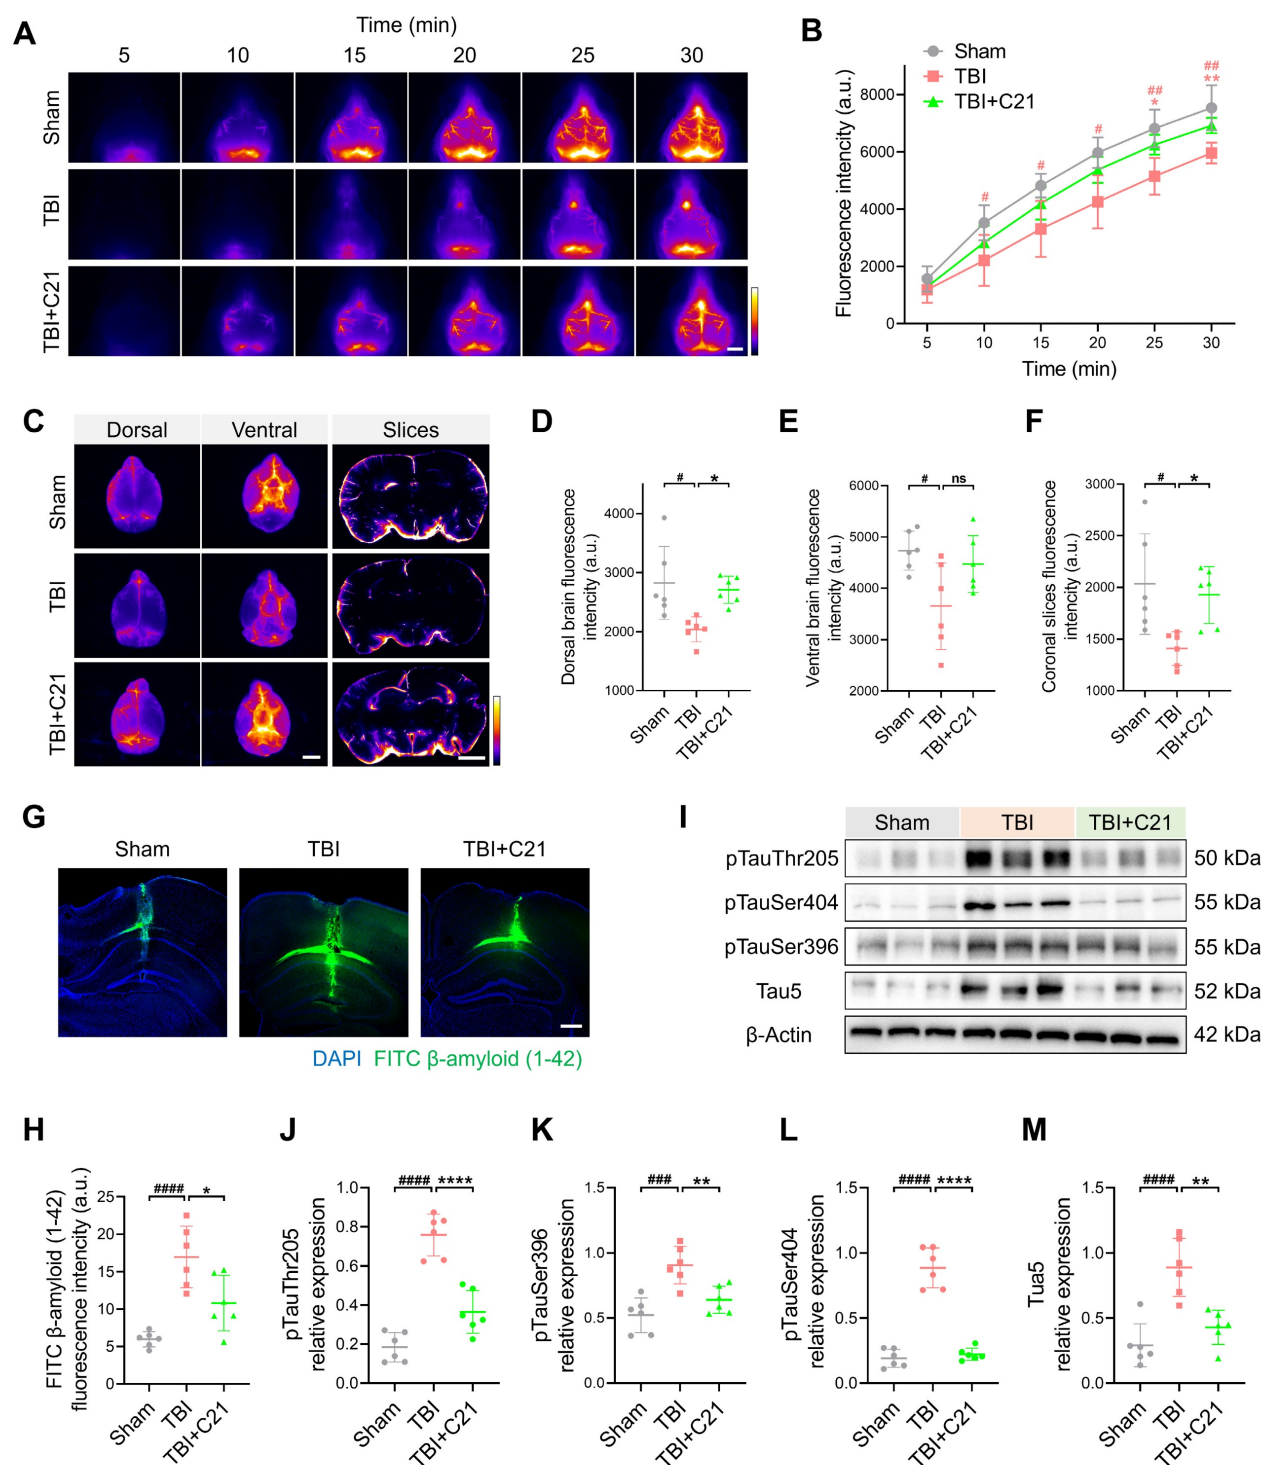 A
Time (min)
5 10 15 20 25 30
Sham
TBI
TBI+C21
B
Sham
TBI
TBI+C21
Fluorescence intencity (a.u.)
8000
6000
4000
2000
0
# # # ## * ## **
5 10 15 20 25 30
Time (min)
C
Dorsal Ventral Slices
Sham
TBI
TBI+C21
D
Dorsal brain fluorescence
intencity (a.u.)
# *
4000
3000
2000
1000
Sham TBI TBI+C21
E
Ventral brain fluorescence
intencity (a.u.)
# ns
6000
5000
4000
3000
2000
Sham TBI TBI+C21
F
Coronal slices fluorescence
intencity (a.u.)
# *
3000
2500
2000
1500
1000
Sham TBI TBI+C21
G
Sham TBI TBI+C21
DAPI FITC β-amyloid (1-42)
I
Sham TBI TBI+C21
pTauThr205 50 kDa
pTauSer404 55 kDa
pTauSer396 55 kDa
Tau5 52 kDa
β-Actin 42 kDa
H
FITC β-amyloid (1-42)
fluorescence intencity (a.u.)
#### *
25
20
15
10
5
0
Sham TBI TBI+C21
J
pTauThr205
relative expression
#### ****
1.0
0.8
0.6
0.4
0.2
0.0
Sham TBI TBI+C21
K
pTauSer396
relative expression
### **
1.5
1.0
0.5
0.0
Sham TBI TBI+C21
L
pTauSer404
relative expression
#### ****
1.5
1.0
0.5
0.0
Sham TBI TBI+C21
M
Tua5
relative expression
#### **
1.5
1.0
0.5
0.0
Sham TBI TBI+C21